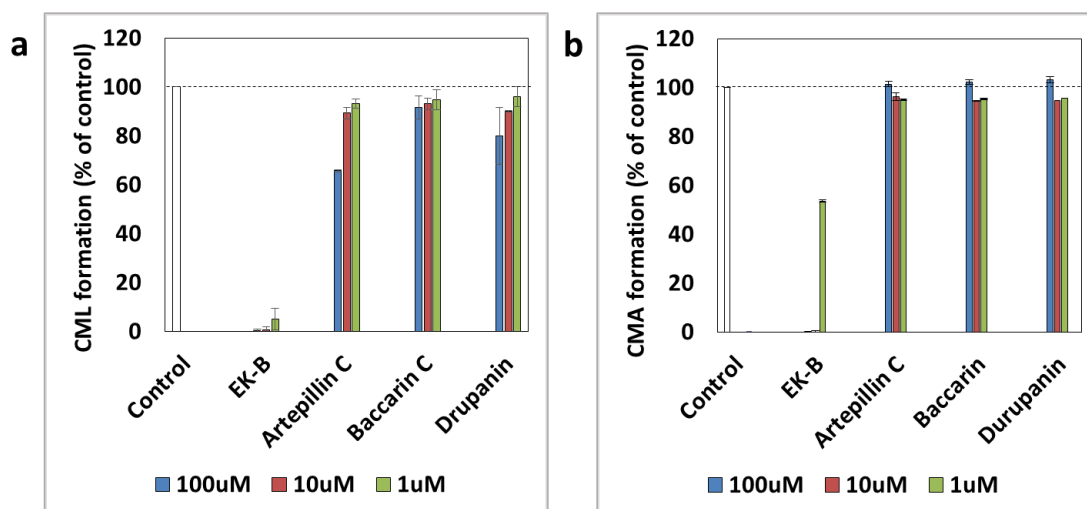 a
CML formation (% of control)
120
100
80
60
40
20
0
Control
EK-B
Artepillin C
Baccarin C
Drupanin
100uM 10uM 1uM
b
CMA formation (% of control)
120
100
80
60
40
20
0
Control
EK-B
Artepillin C
Baccarin
Durupanin
100uM 10uM 1uM